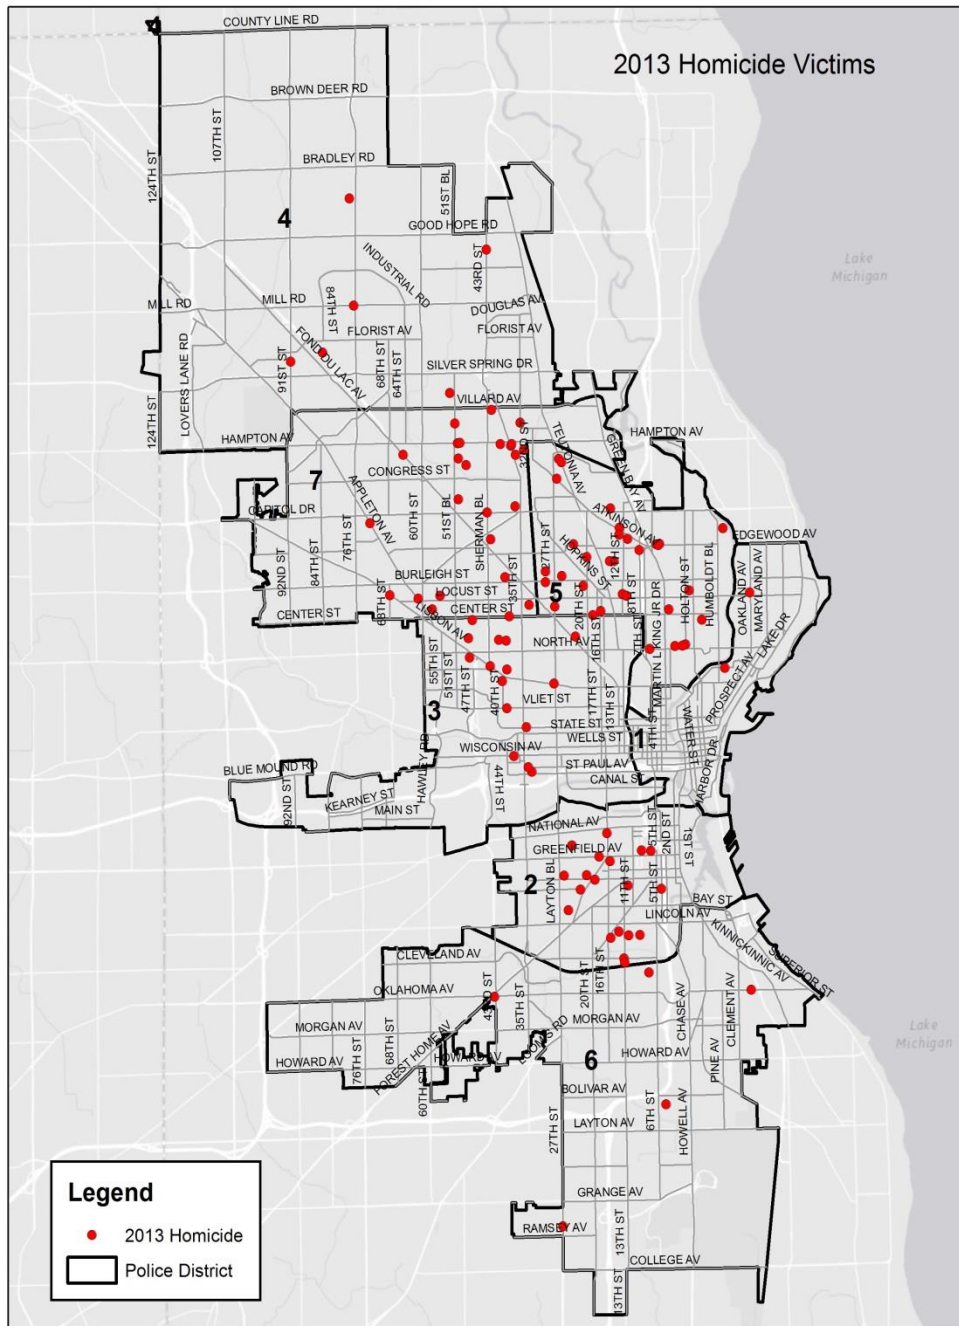 COUNTY LINE RD
2013 Homicide Victims
BROWN DEER RD
107TH ST
124TH ST
BRADLEY RD
51ST BL
4
GOOD HOPE RD
Lake
Michigan
43RD ST
INDUSTRIAL RD
MILL RD
MILL RD
84TH ST
DOUGLAS AV
FLORIST AV
FLORIST AV
FOND DU LAC AV
LOVERS LANE RD
91ST ST
68TH ST
64TH ST
SILVER SPRING DR
VILLARD AV
124TH ST
HAMPTON AV
32ND ST
TEUTONIA AV
GREEN BAY AV
HAMPTON AV
CONGRESS ST
7
APPLETON AV
CAPITOL DR
60TH ST
51ST BL
SHERMAN BL
ATKINSON AV
EDGEWOOD AV
76TH ST
84TH ST
92ND ST
27TH ST
HOPKINS ST
12TH ST
HUMBOLDT BL
HOLTON ST
OAKLAND AV
MARYLAND AV
BURLEIGH ST
35TH ST
LOCUST ST
5
20TH ST
8TH ST
CENTER ST
68TH ST
LISBON AV
CENTER ST
16TH ST
7TH ST
MARTIN L KING JR DR
LAKE DR
NORTH AV
55TH ST
51ST ST
47TH ST
40TH ST
PROSPECT AV
VLIET ST
17TH ST
13TH ST
3
STATE ST
WELLS ST
1
4TH ST
WATER ST
WISCONSIN AV
HAWLEY RD
ST PAUL AV
CANAL ST
HARBOR DR
BLUE MOUND RD
92ND ST
KEARNEY ST
MAIN ST
44TH ST
NATIONAL AV
5TH ST
2ND ST
1ST ST
GREENFIELD AV
2
LAYTON BL
11TH ST
5TH ST
BAY ST
LINCOLN AV
KINNICKINNIC AV
SUPERIOR ST
CLEVELAND AV
20TH ST
16TH ST
OKLAHOMA AV
43RD ST
35TH ST
CHASE AV
CLEMENT AV
MORGAN AV
MORGAN AV
76TH ST
68TH ST
FOREST HOME AV
LOOMIS RD
Lake
Michigan
HOWARD AV
HOWARD AV
60TH ST
6
HOWARD AV
PINE AV
BOLIVAR AV
27TH ST
6TH ST
HOWELL AV
LAYTON AV
GRANGE AV
RAMSEY AV
13TH ST
COLLEGE AV
13TH ST
Legend
2013 Homicide
Police District